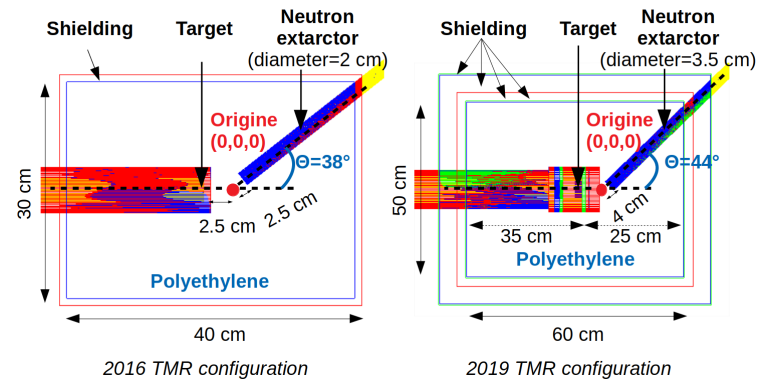 Shielding
Target
Neutron
extarctor
(diameter=2 cm)
Origine
(0,0,0)
Θ=38°
30 cm
2.5 cm
2.5 cm
Polyethylene
40 cm
2016 TMR configuration
Shielding
Target
Neutron
extarctor
(diameter=3.5 cm)
Origine
(0,0,0)
Θ=44°
50 cm
4 cm
35 cm
25 cm
Polyethylene
60 cm
2019 TMR configuration